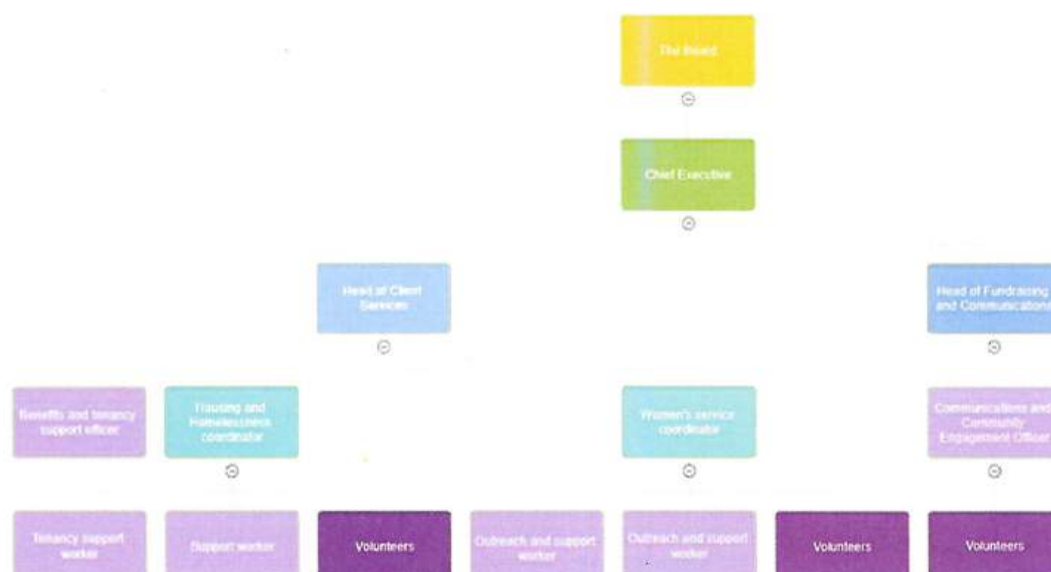 The Board
Chief Executive
Head of Client
Services
Head of Fundraising
and Communications
Benefits and tenancy
support officer
Housing and
Homelessness
coordinator
Women's service
coordinator
Communications and
Community
Engagement Officer
Tenancy support
worker
Support worker
Volunteers
Outreach and support
worker
Outreach and support
worker
Volunteers
Volunteers